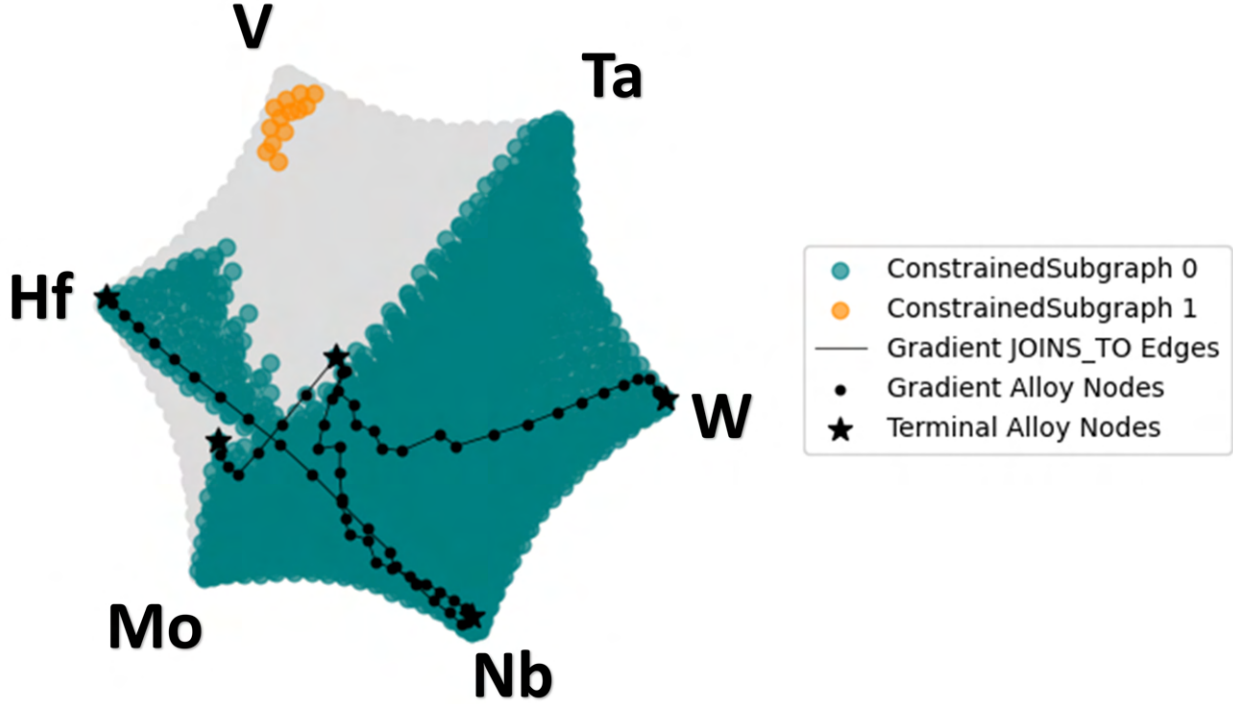 V
Ta
Hf
W
Mo
Nb
ConstrainedSubgraph 0
ConstrainedSubgraph 1
Gradient JOINS_TO Edges
Gradient Alloy Nodes
Terminal Alloy Nodes